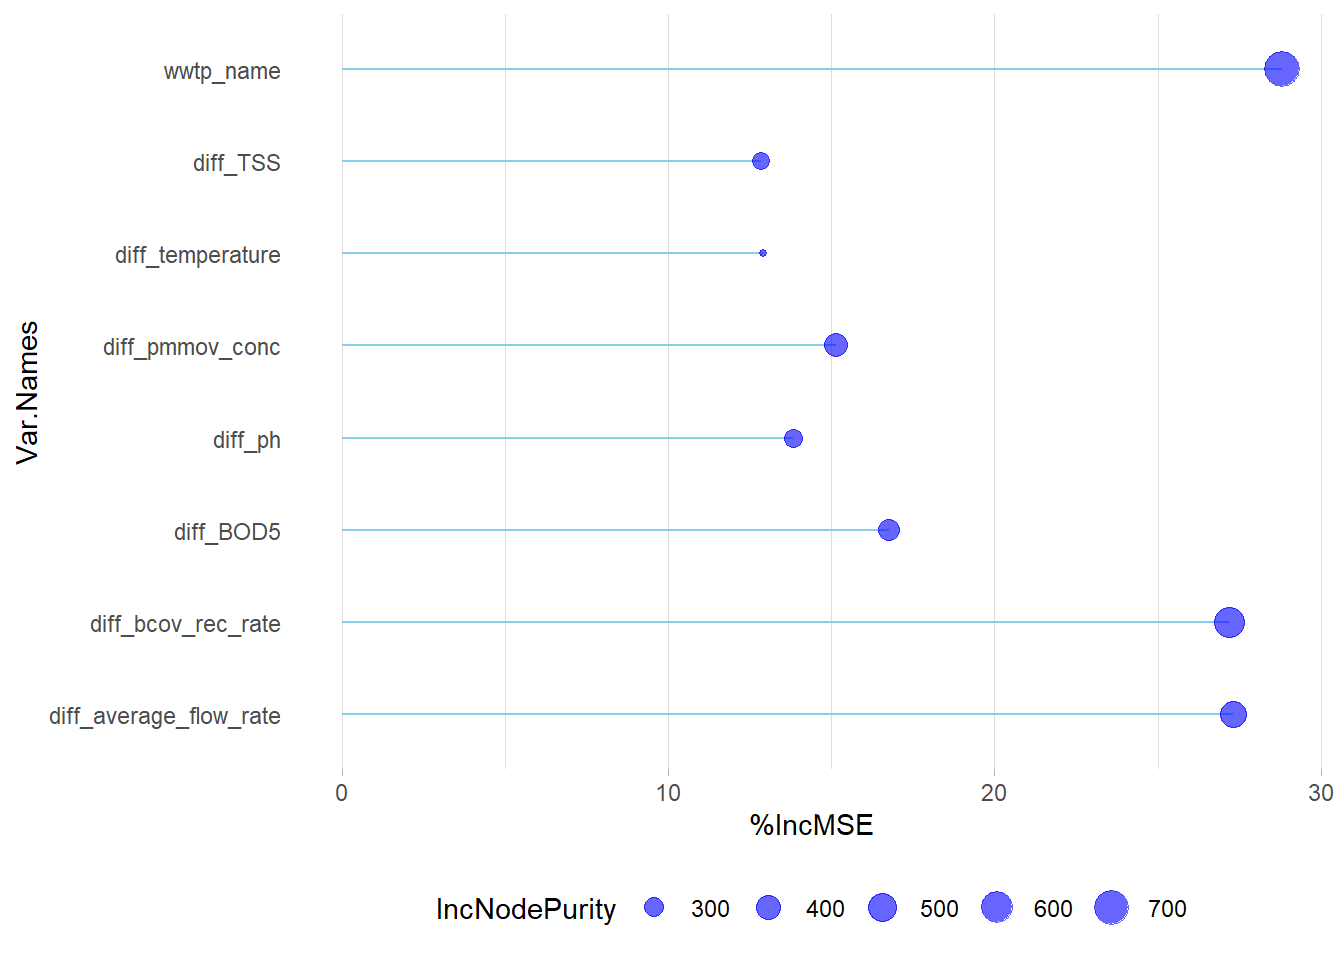 wwtp_name
diff_TSS
diff_temperature
diff_pmmov_conc
diff_ph
diff_BOD5
diff_bcov_rec_rate
diff_average_flow_rate
Var.Names
0 10 20 30
%IncMSE
IncNodePurity 300 400 500 600 700